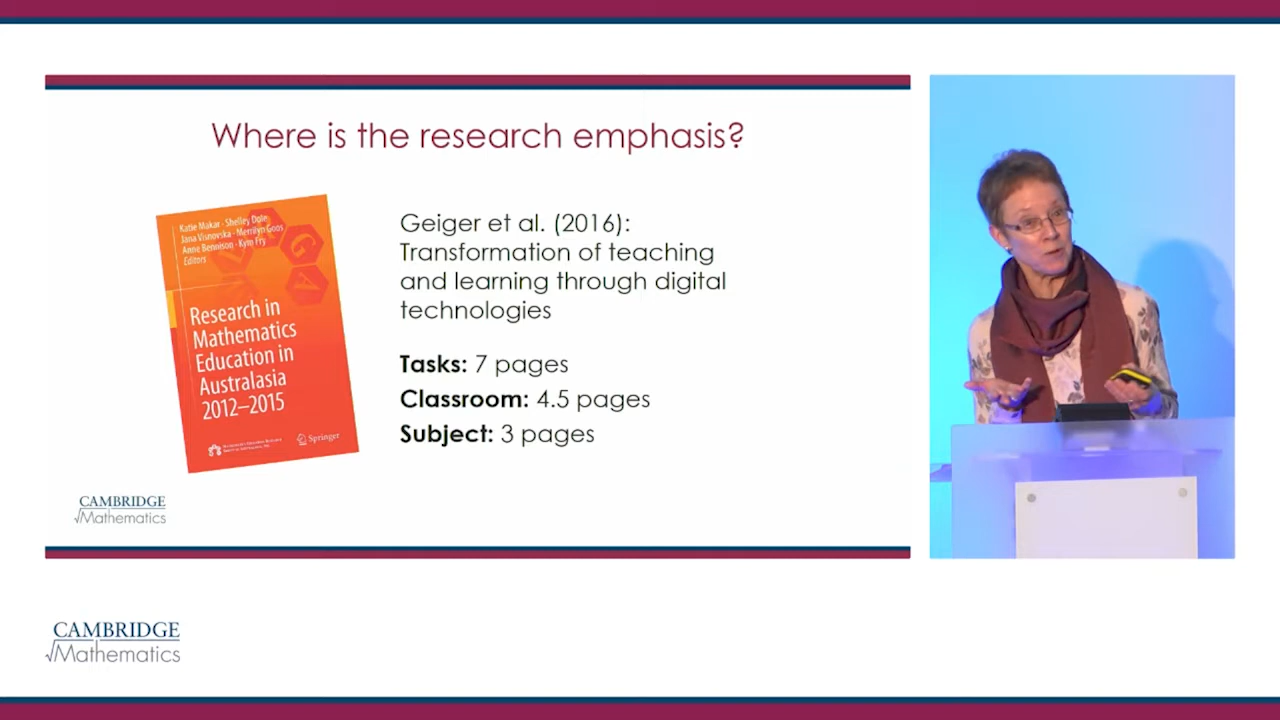 Where is the research emphasis?
Katie Makar · Shelley Dole
Jana Visnovska · Merrilyn Goos
Anne Bennison · Kym Fry
Editors
Research in
Mathematics
Education in
Australasia
2012–2015
Springer
Geiger et al. (2016):
Transformation of teaching
and learning through digital
technologies
Tasks: 7 pages
Classroom: 4.5 pages
Subject: 3 pages
CAMBRIDGE
Mathematics
CAMBRIDGE
Mathematics